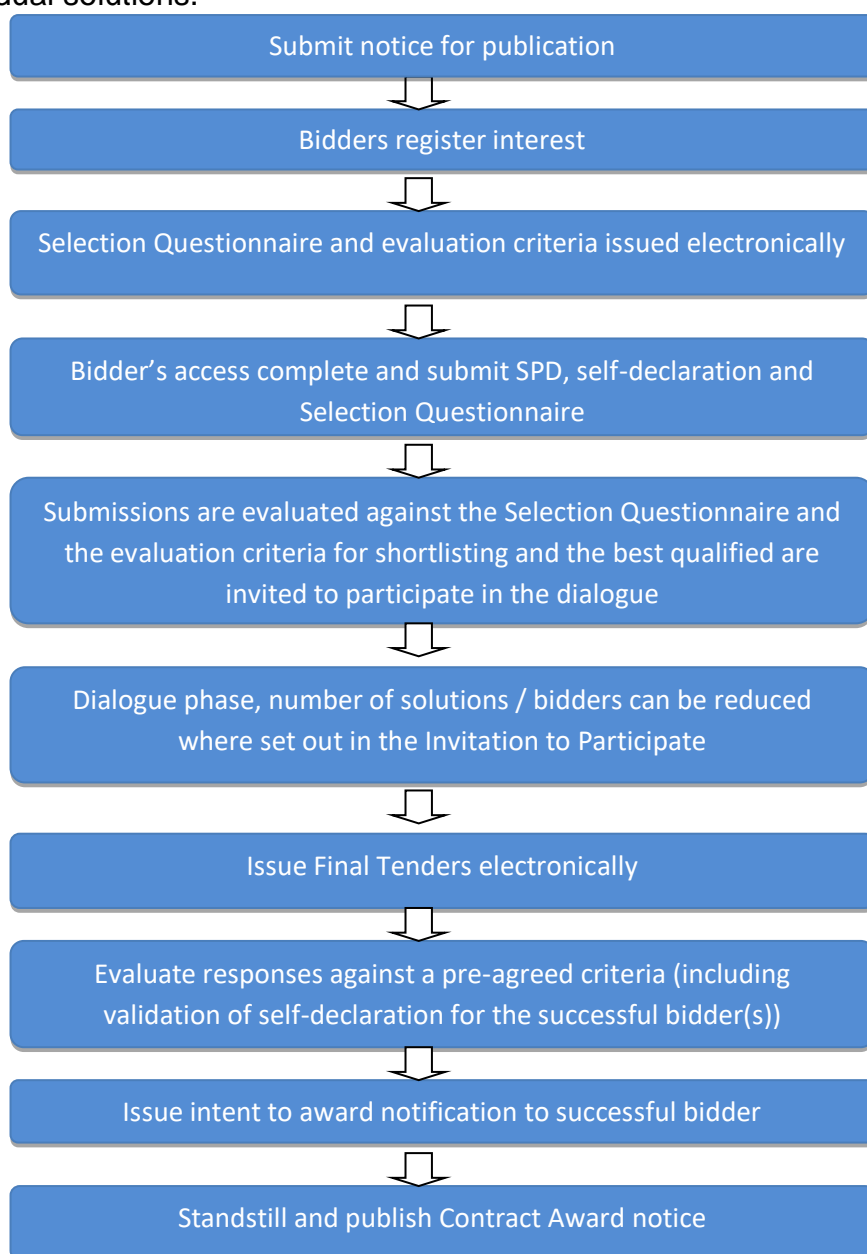 Submit notice for publication
Bidders register interest
Selection Questionnaire and evaluation criteria issued electronically
Bidder’s access complete and submit SPD, self-declaration and
Selection Questionnaire
Submissions are evaluated against the Selection Questionnaire and
the evaluation criteria for shortlisting and the best qualified are
invited to participate in the dialogue
Dialogue phase, number of solutions / bidders can be reduced
where set out in the Invitation to Participate
Issue Final Tenders electronically
Evaluate responses against a pre-agreed criteria (including
validation of self-declaration for the successful bidder(s))
Issue intent to award notification to successful bidder
Standstill and publish Contract Award notice